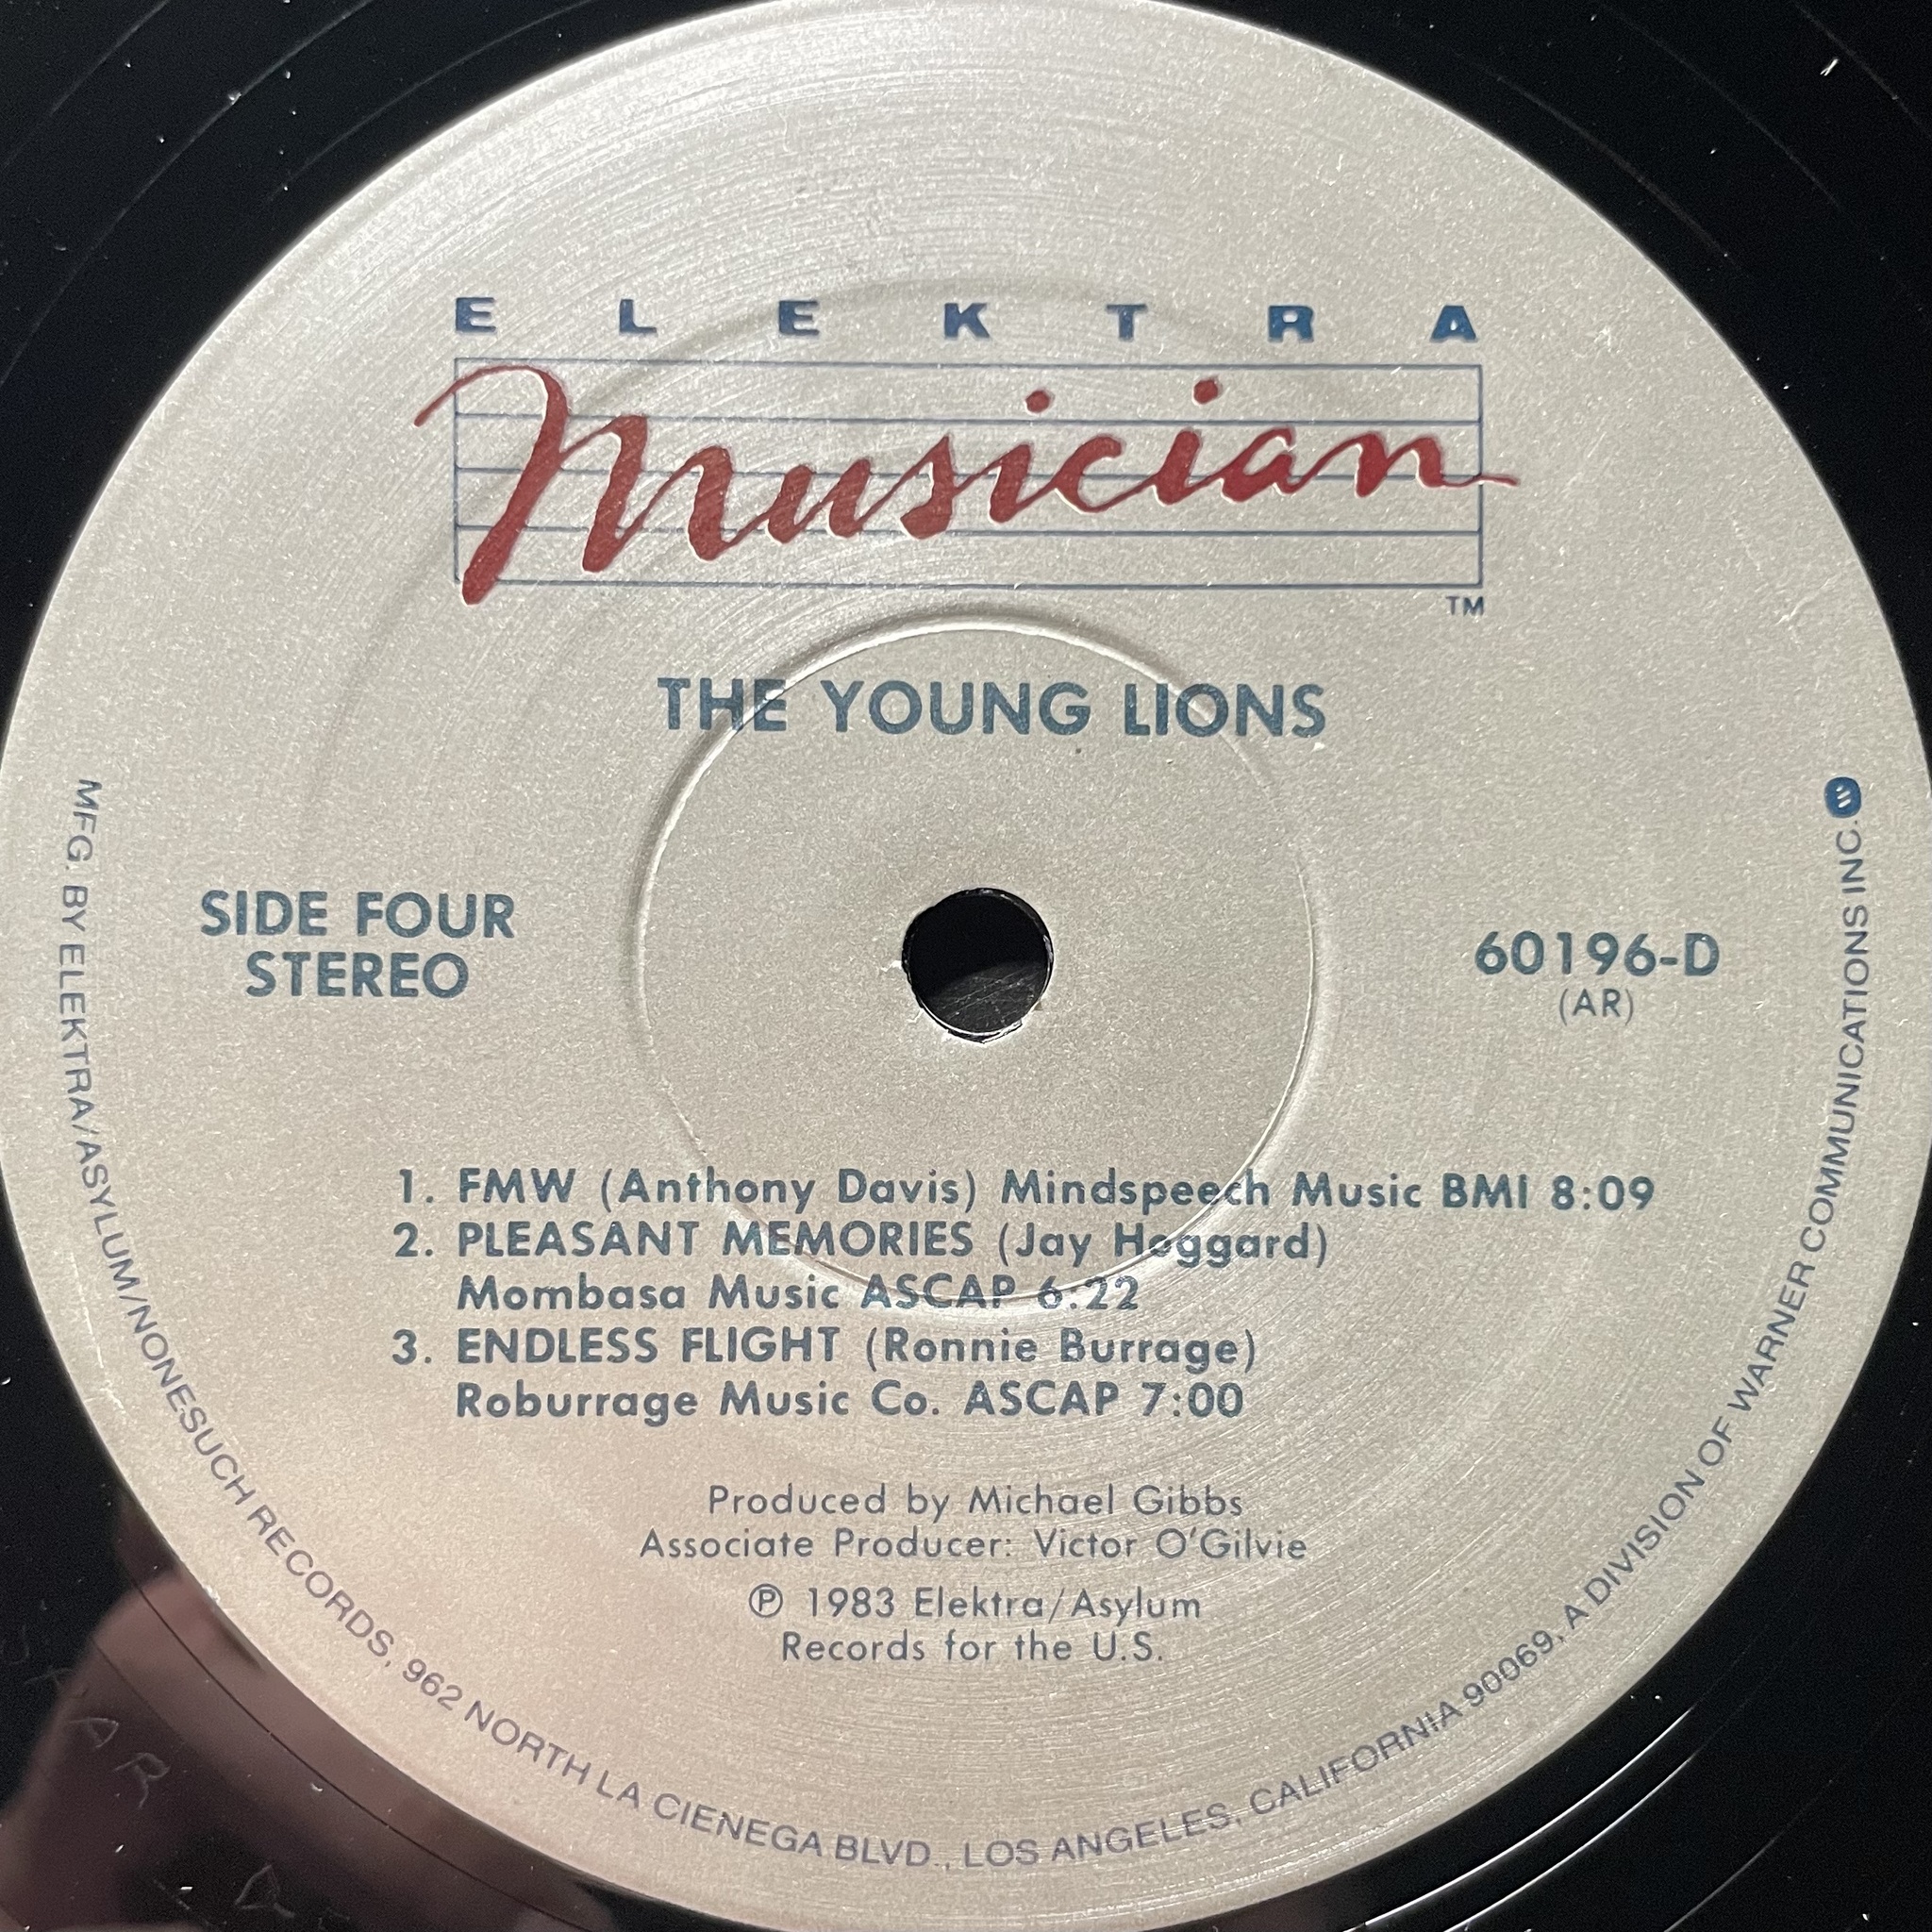 ELEKTRA
Musician
TM
THE YOUNG LIONS
SIDE FOUR
STEREO
60196-D
(AR)
1. FMW (Anthony Davis) Mindspeech Music BMI 8:09
2. PLEASANT MEMORIES (Jay Hoggard)
Mombasa Music ASCAP 6:22
3. ENDLESS FLIGHT (Ronnie Burrage)
Roburrage Music Co. ASCAP 7:00
Produced by Michael Gibbs
Associate Producer: Victor O'Gilvie
℗ 1983 Elektra/Asylum
Records for the U.S.
MFG. BY ELEKTRA/ASYLUM/NONESUCH RECORDS, 962 NORTH LA CIENEGA BLVD., LOS ANGELES, CALIFORNIA 90069, A DIVISION OF WARNER COMMUNICATIONS INC.